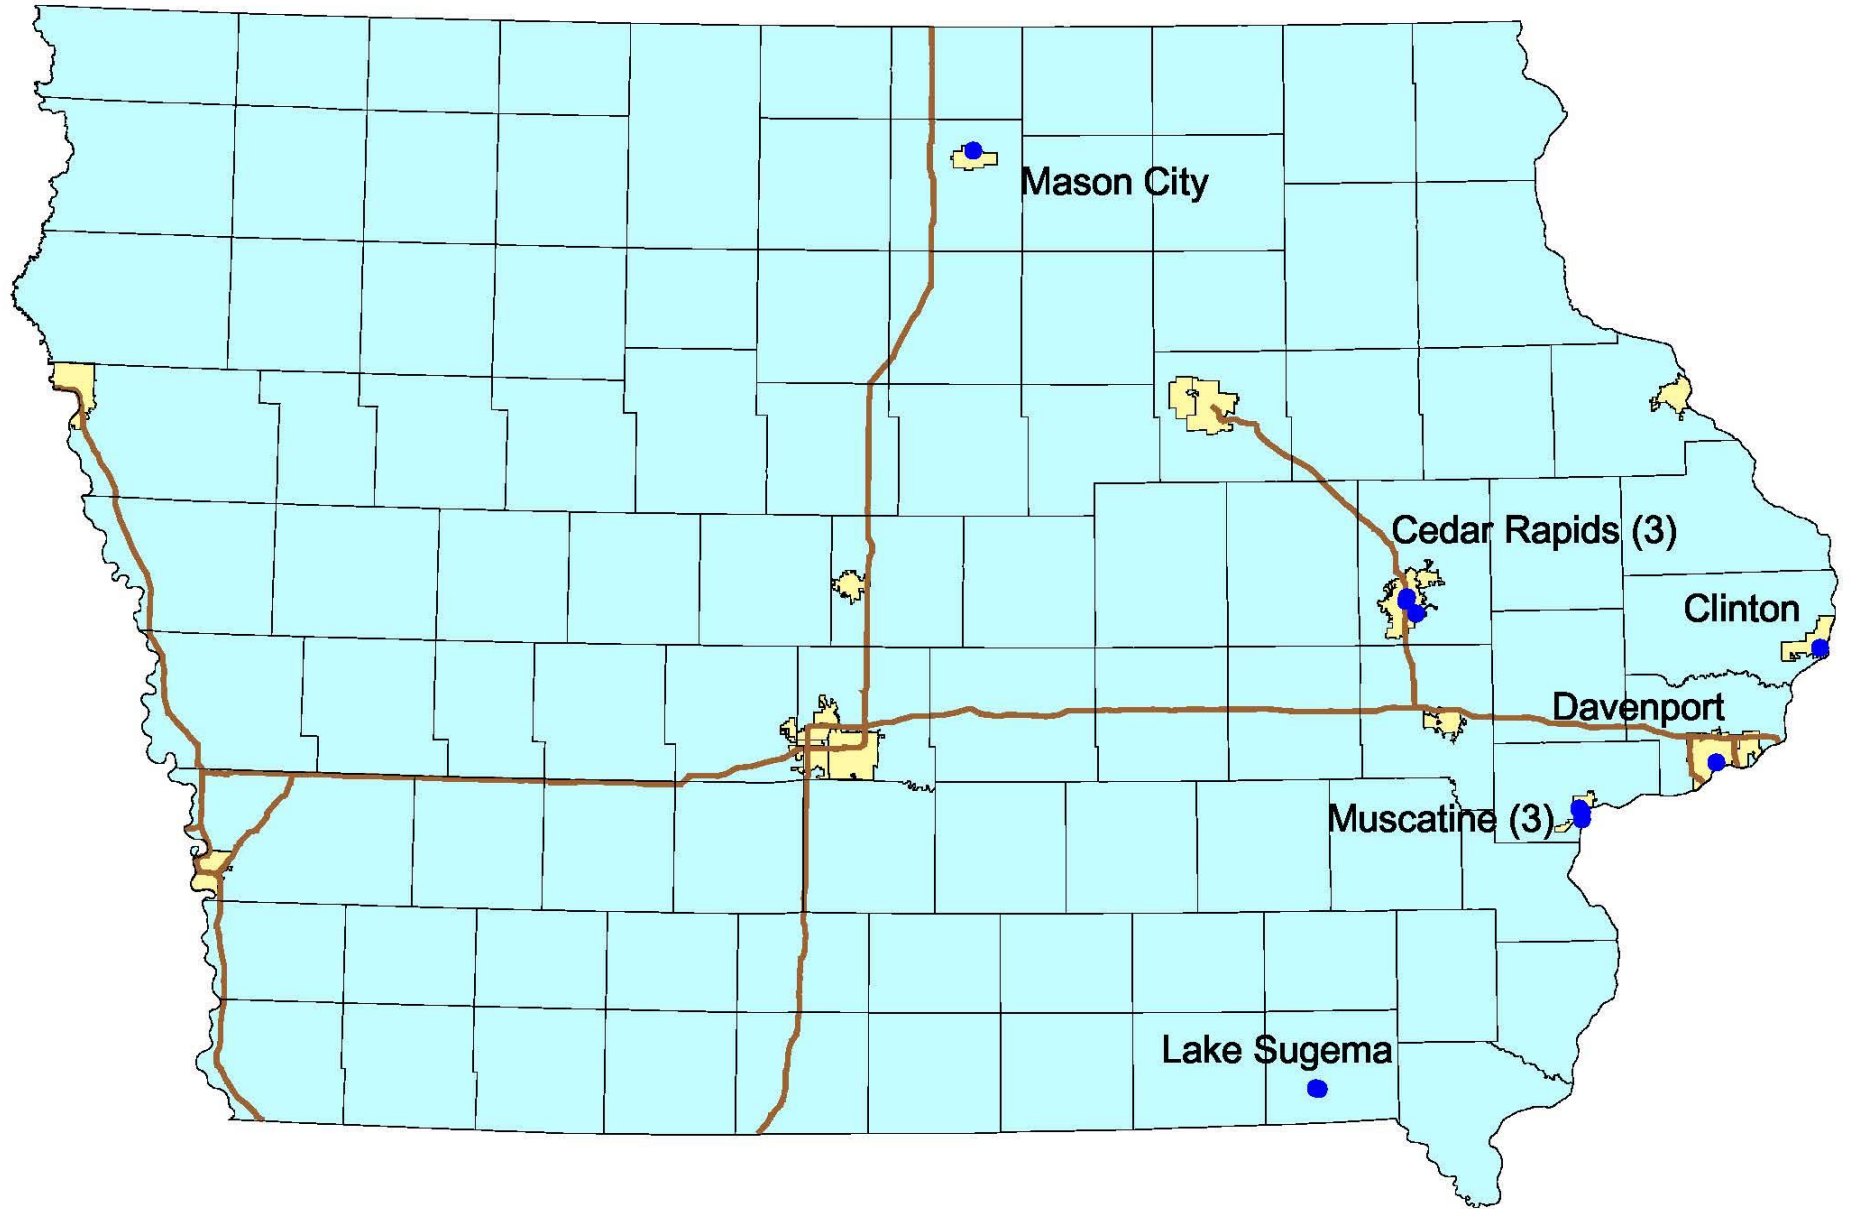 Mason City
Cedar Rapids (3)
Clinton
Davenport
Muscatine (3)
Lake Sugema